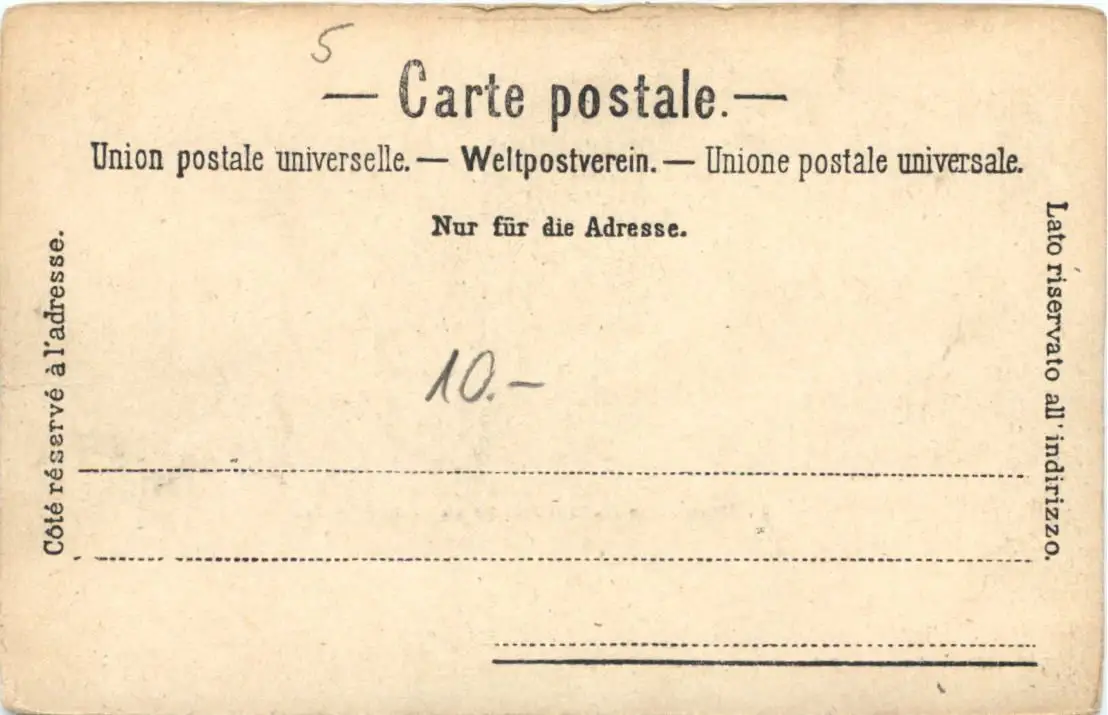 5
— Carte postale. —
Union postale universelle. — Weltpostverein. — Unione postale universale.
Nur für die Adresse.
Côté réservé à l'adresse.
Lato riservato all' indirizzo.
10.–